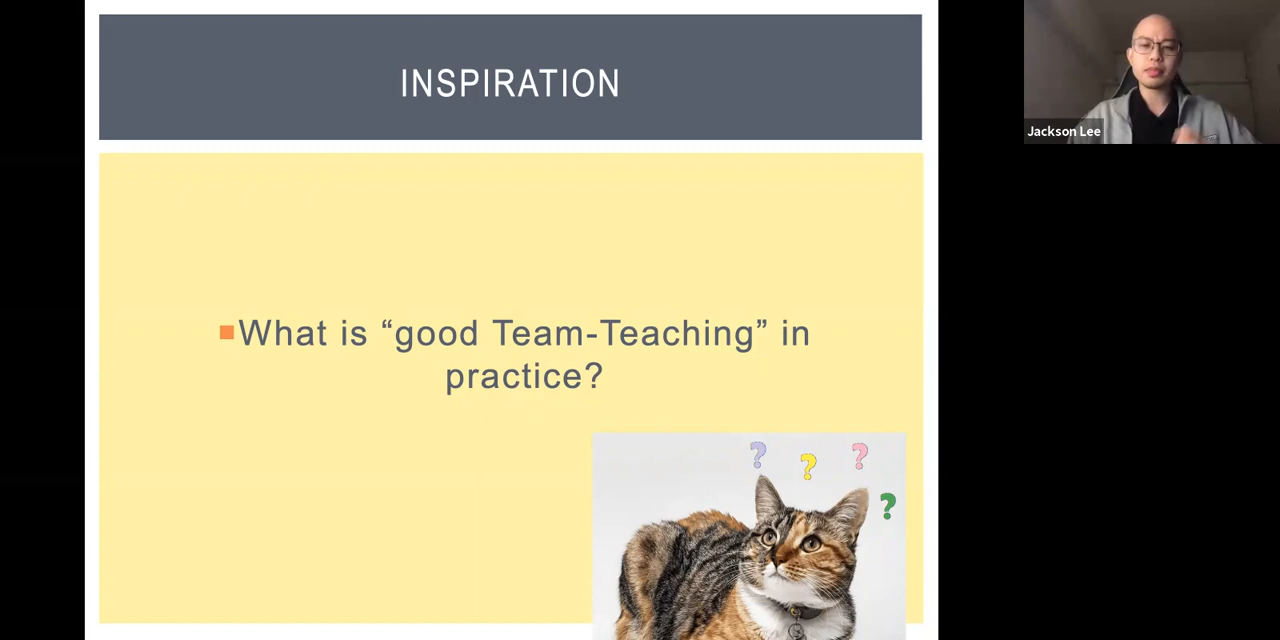 INSPIRATION
What is “good Team-Teaching” in
practice?
? ? ? ?
Jackson Lee